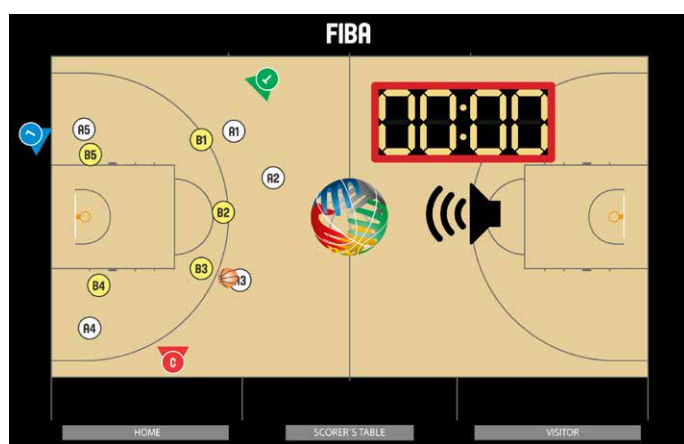 FIBA
T
00:00
L
A5
A1
B1
B5
A2
B2
B3
A3
B4
A4
C
HOME
SCORER'S TABLE
VISITOR